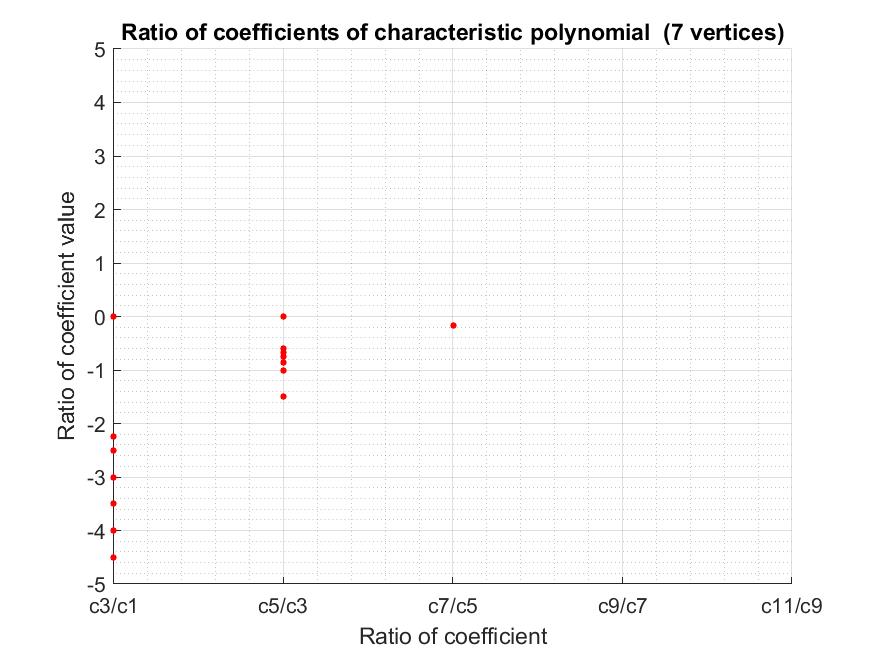 Ratio of coefficients of characteristic polynomial (7 vertices)
5
4
3
2
1
0
-1
-2
-3
-4
-5
Ratio of coefficient value
c3/c1 c5/c3 c7/c5 c9/c7 c11/c9
Ratio of coefficient